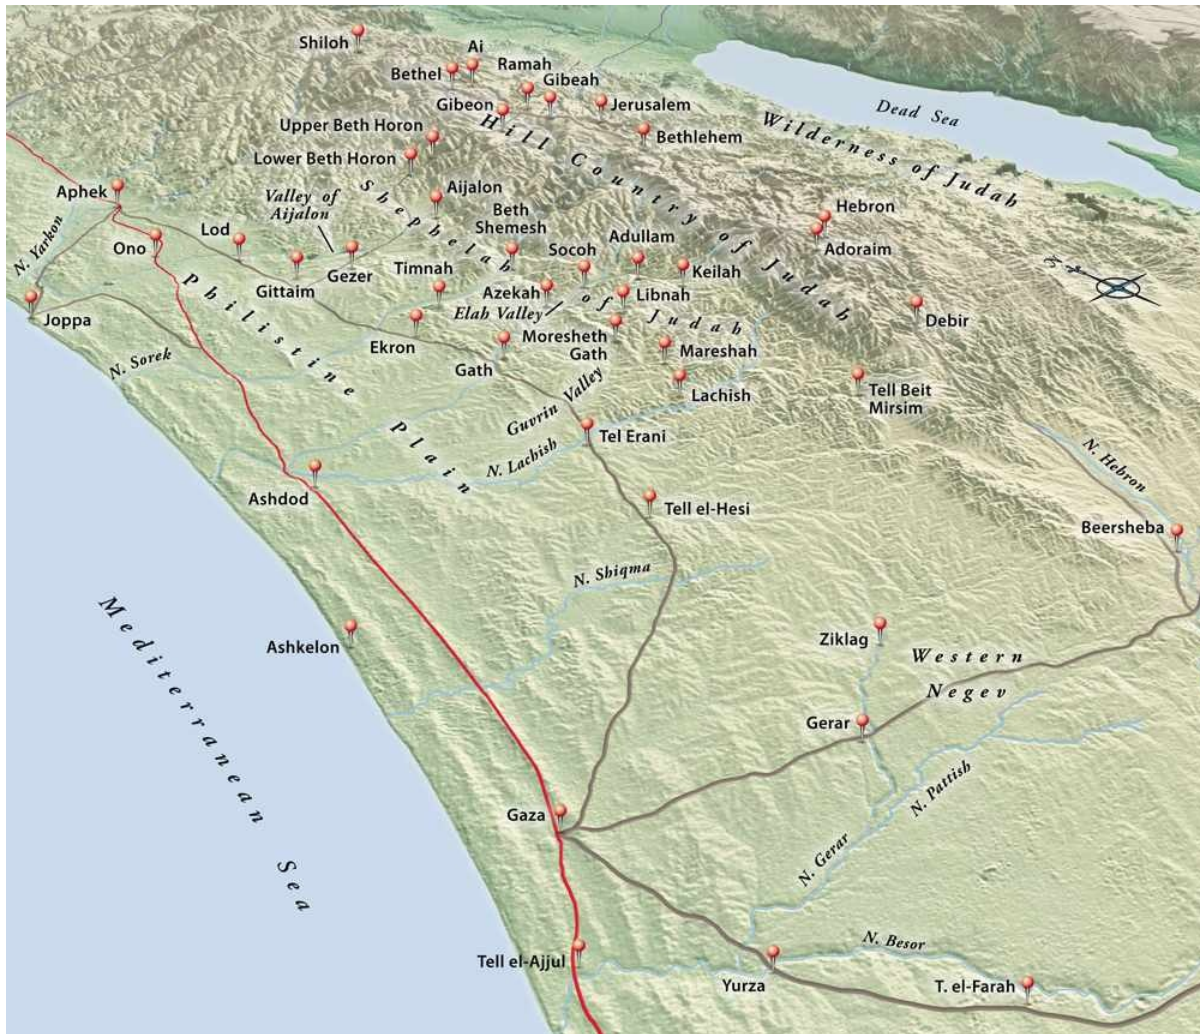 Shiloh
Ai
Bethel
Ramah
Gibeah
Gibeon
Jerusalem
Dead Sea
Upper Beth Horon
Hill Country of Judah
Bethlehem
Wilderness of Judah
Lower Beth Horon
Aphek
Valley of
Aijalon
Shephelah of Judah
Aijalon
Hebron
Lod
Beth
Shemesh
Socoh
Adullam
Adoraim
N. Yarkon
Ono
Gezer
Timnah
Keilah
Gittaim
Azekah
Libnah
Elah Valley
Joppa
Philistine Plain
Debir
Ekron
Moresheth
Gath
Mareshah
N. Sorek
Gath
Lachish
Tell Beit
Mirsim
Guvrin Valley
Tel Erani
N. Lachish
N. Hebron
Ashdod
Tell el-Hesi
Beersheba
N. Shiqma
Mediterranean Sea
Ashkelon
Ziklag
Western
Negev
Gerar
N. Pattish
Gaza
N. Gerar
N. Besor
Tell el-Ajjul
Yurza
T. el-Farah